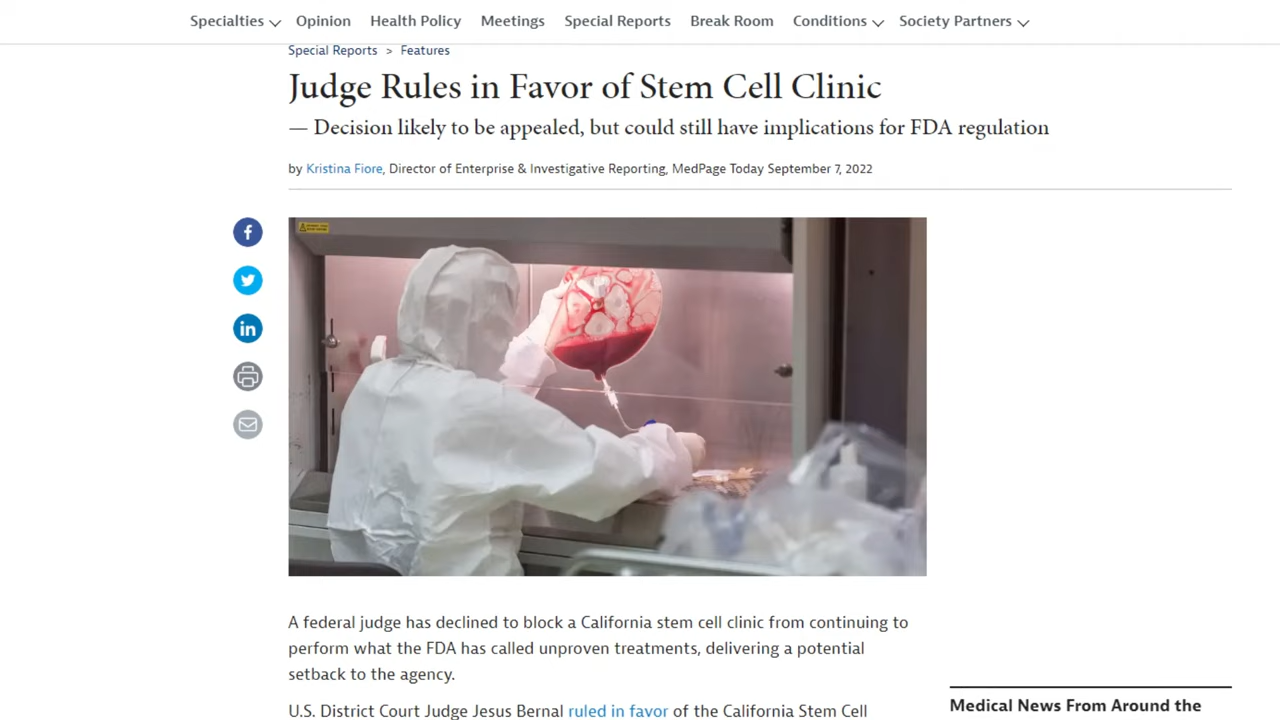 Specialties Opinion Health Policy Meetings Special Reports Break Room Conditions Society Partners
Special Reports > Features
Judge Rules in Favor of Stem Cell Clinic
— Decision likely to be appealed, but could still have implications for FDA regulation
by Kristina Fiore, Director of Enterprise & Investigative Reporting, MedPage Today September 7, 2022
A federal judge has declined to block a California stem cell clinic from continuing to
perform what the FDA has called unproven treatments, delivering a potential
setback to the agency.
U.S. District Court Judge Jesus Bernal ruled in favor of the California Stem Cell
Medical News From Around the